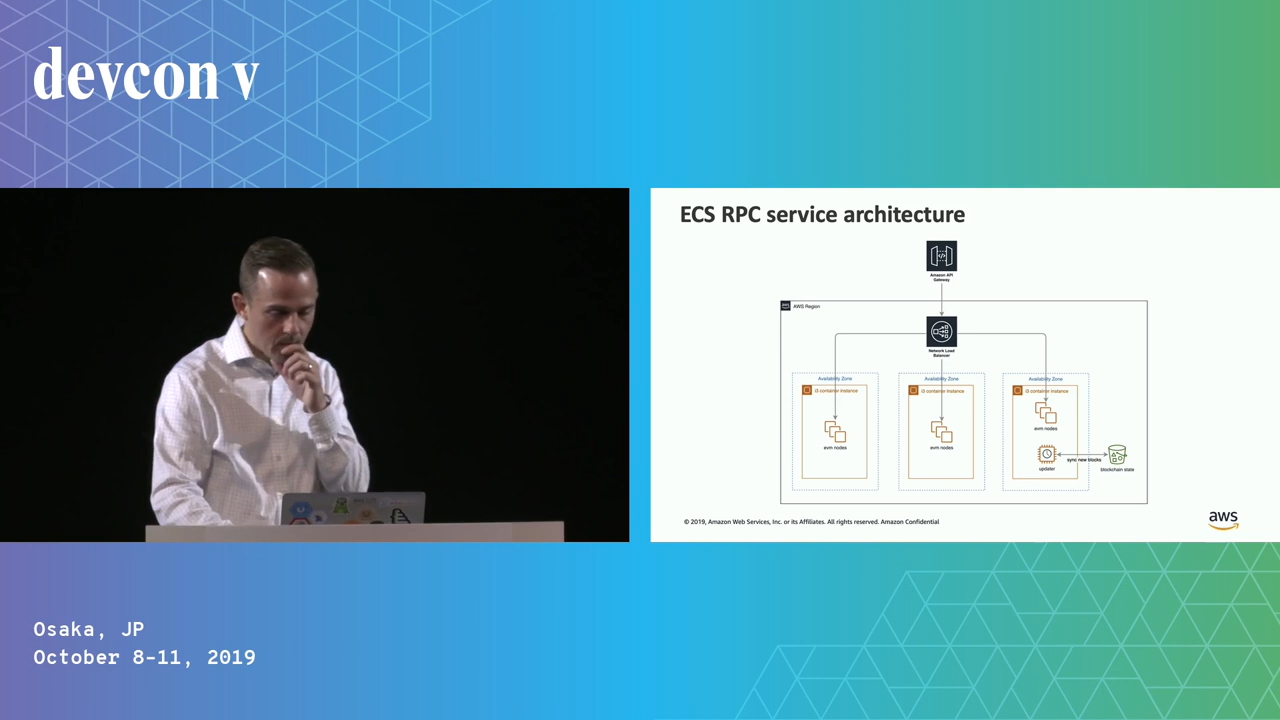 devcon v
ECS RPC service architecture
Amazon API
Gateway
AWS Region
Network Load
Balancer
Availability Zone
Availability Zone
Availability Zone
i3 container instance
i3 container instance
i3 container instance
evm nodes
evm nodes
evm nodes
updater
sync new blocks
blockchain state
© 2019, Amazon Web Services, Inc. or its Affiliates. All rights reserved. Amazon Confidential
aws
Osaka, JP
October 8-11, 2019